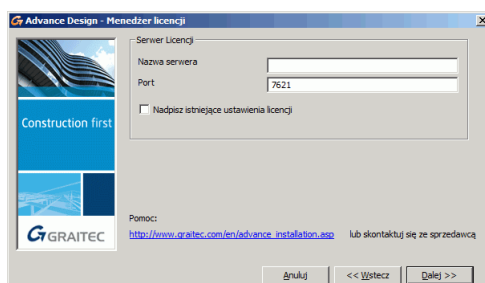 Advance Design - Menedżer licencji
Serwer Licencji
Nazwa serwera
Port 7621
Nadpisz istniejące ustawienia licencji
Construction first
GRAITEC
Pomoc:
http://www.graitec.com/en/advance_installation.asp lub skontaktuj się ze sprzedawcą
Anuluj << Wstecz Dalej >>